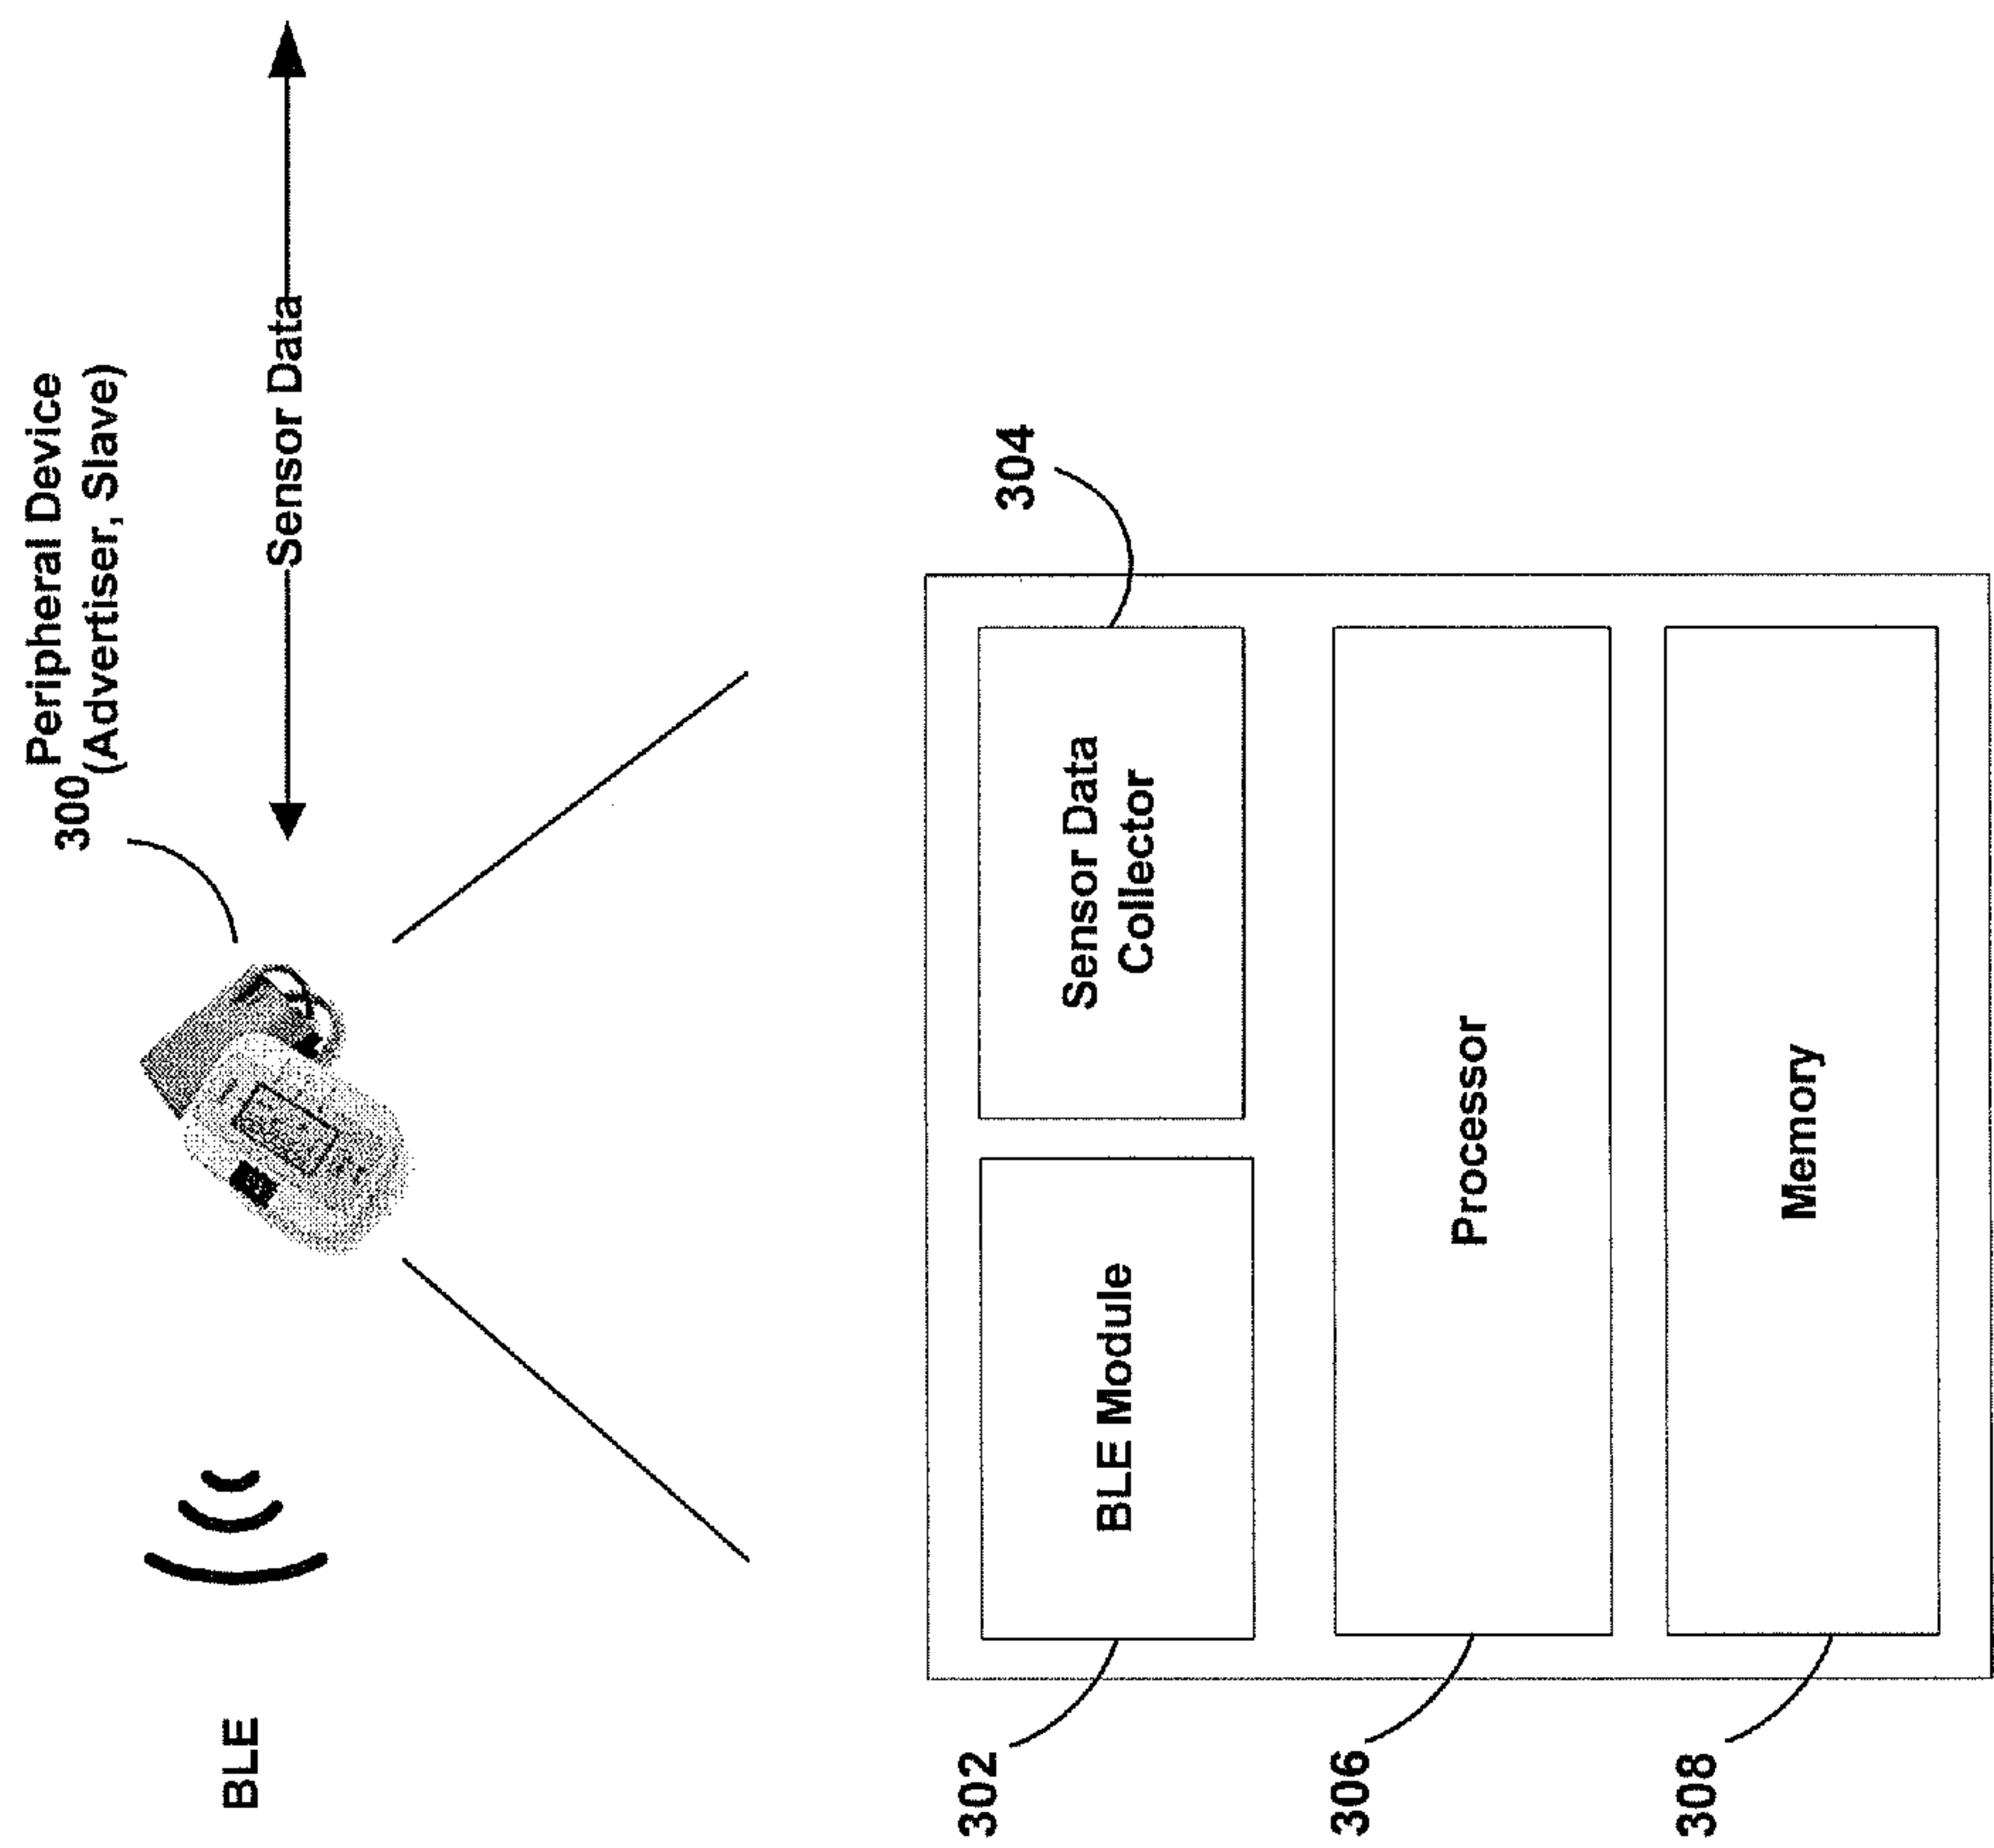 300
Peripheral Device
(Advertiser, Slave)
BLE
Sensor Data
302
BLE Module
304
Sensor Data
Collector
306
Processor
308
Memory